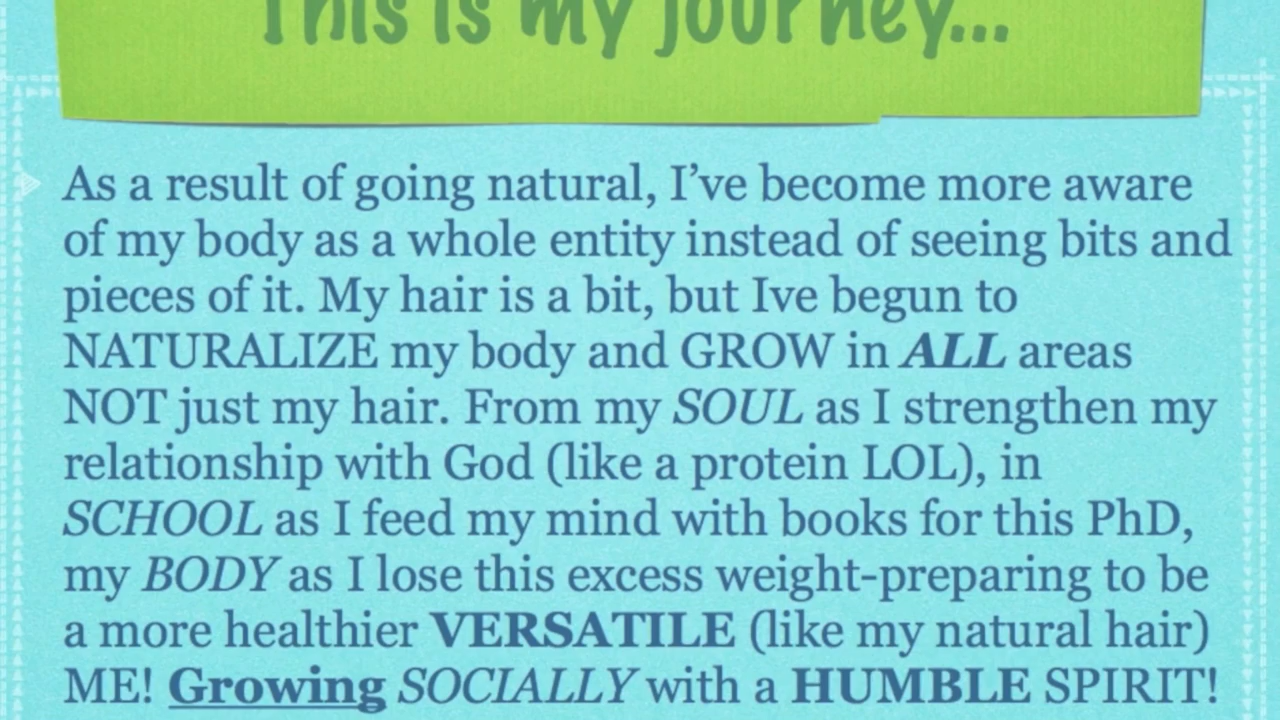 This is my journey...
As a result of going natural, I’ve become more aware
of my body as a whole entity instead of seeing bits and
pieces of it. My hair is a bit, but Ive begun to
NATURALIZE my body and GROW in ALL areas
NOT just my hair. From my SOUL as I strengthen my
relationship with God (like a protein LOL), in
SCHOOL as I feed my mind with books for this PhD,
my BODY as I lose this excess weight-preparing to be
a more healthier VERSATILE (like my natural hair)
ME! Growing SOCIALLY with a HUMBLE SPIRIT!